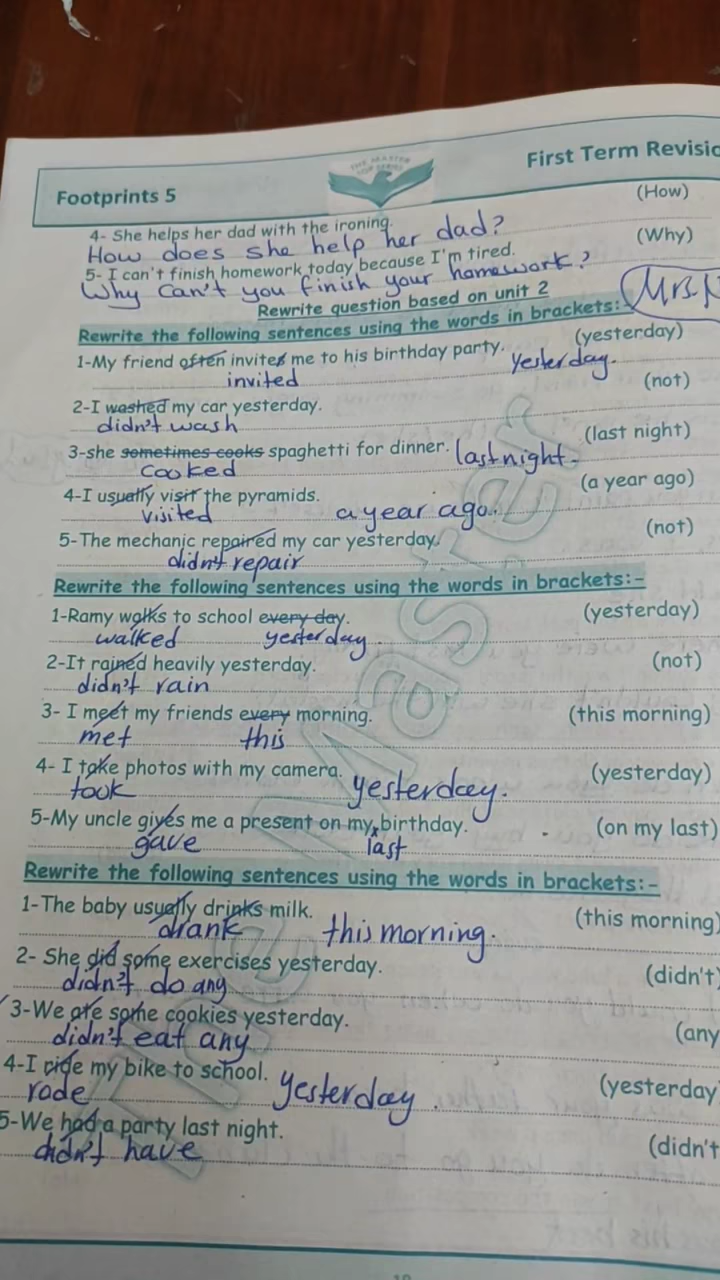 THE MASTER
TOP SERIES
First Term Revisio
Footprints 5
4- She helps her dad with the ironing. (How)
How does she help her dad?
5- I can't finish homework today because I'm tired. (Why)
Why can't you finish your homework?
Rewrite question based on unit 2
Mrs. N
Rewrite the following sentences using the words in brackets:-
1-My friend often invites me to his birthday party. (yesterday)
invited yesterday.
2-I washed my car yesterday. (not)
didn't wash
3-she sometimes cooks spaghetti for dinner. (last night)
cooked last night.
4-I usually visit the pyramids. (a year ago)
visited a year ago.
5-The mechanic repaired my car yesterday. (not)
didn't repair
Rewrite the following sentences using the words in brackets:-
1-Ramy walks to school every day. (yesterday)
walked yesterday.
2-It rained heavily yesterday. (not)
didn't rain
3- I meet my friends every morning. (this morning)
met this
4- I take photos with my camera. (yesterday)
took yesterday.
5-My uncle gives me a present on my birthday. (on my last)
gave last
Rewrite the following sentences using the words in brackets:-
1-The baby usually drinks milk. (this morning)
drank this morning.
2- She did some exercises yesterday. (didn't)
didn't do any
3-We ate some cookies yesterday. (any
didn't eat any
4-I ride my bike to school. (yesterday
rode yesterday.
5-We had a party last night. (didn't
didn't have
The Master